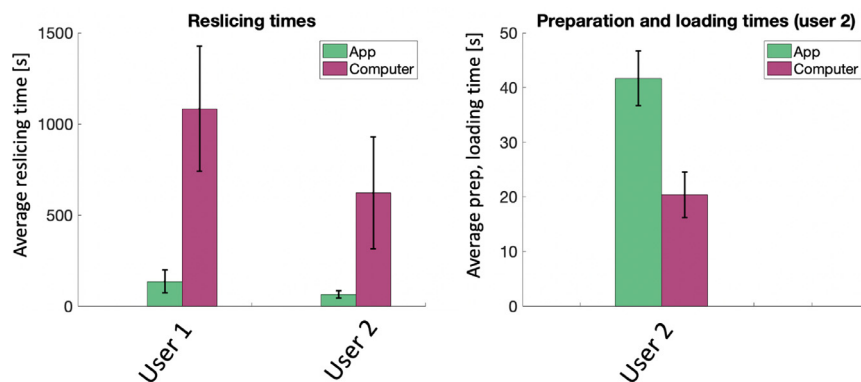 Reslicing times
Average reslicing time [s]
1500
1000
500
0
App
Computer
User 1
User 2
Preparation and loading times (user 2)
Average prep, loading time [s]
50
40
30
20
10
0
App
Computer
User 2